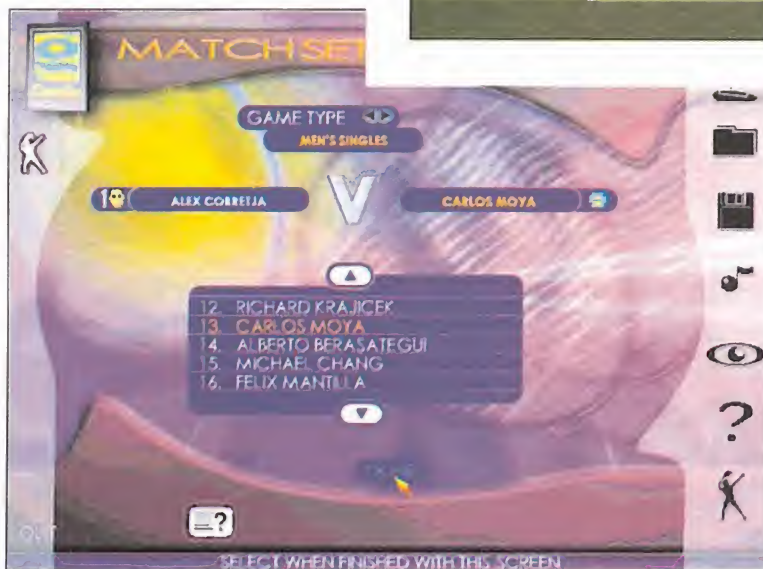 MATCH SET
GAME TYPE
MEN'S SINGLES
1 ALEX CORRETJA V CARLOS MOYA
12. RICHARD KRAJICEK
13. CARLOS MOYA
14. ALBERTO BERASATEGUI
15. MICHAEL CHANG
16. FELIX MANTILLA
?
=?
SELECT WHEN FINISHED WITH THIS SCREEN